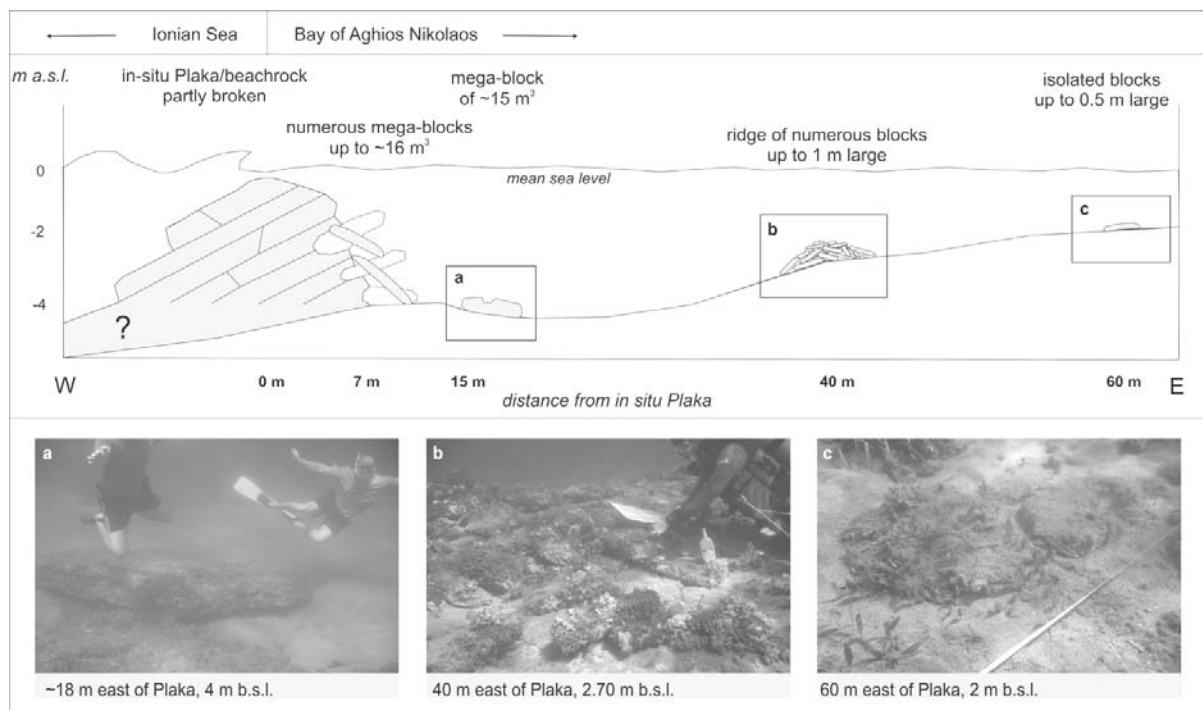 Ionian Sea
Bay of Aghios Nikolaos
m a.s.l.
in-situ Plaka/beachrock
partly broken
mega-block
of ~15 m³
isolated blocks
up to 0.5 m large
numerous mega-blocks
up to ~16 m³
ridge of numerous blocks
up to 1 m large
0
mean sea level
-2
-4
a
b
c
?
W
0 m
7 m
15 m
40 m
60 m
E
distance from in situ Plaka
a
b
c
~18 m east of Plaka, 4 m b.s.l.
40 m east of Plaka, 2.70 m b.s.l.
60 m east of Plaka, 2 m b.s.l.